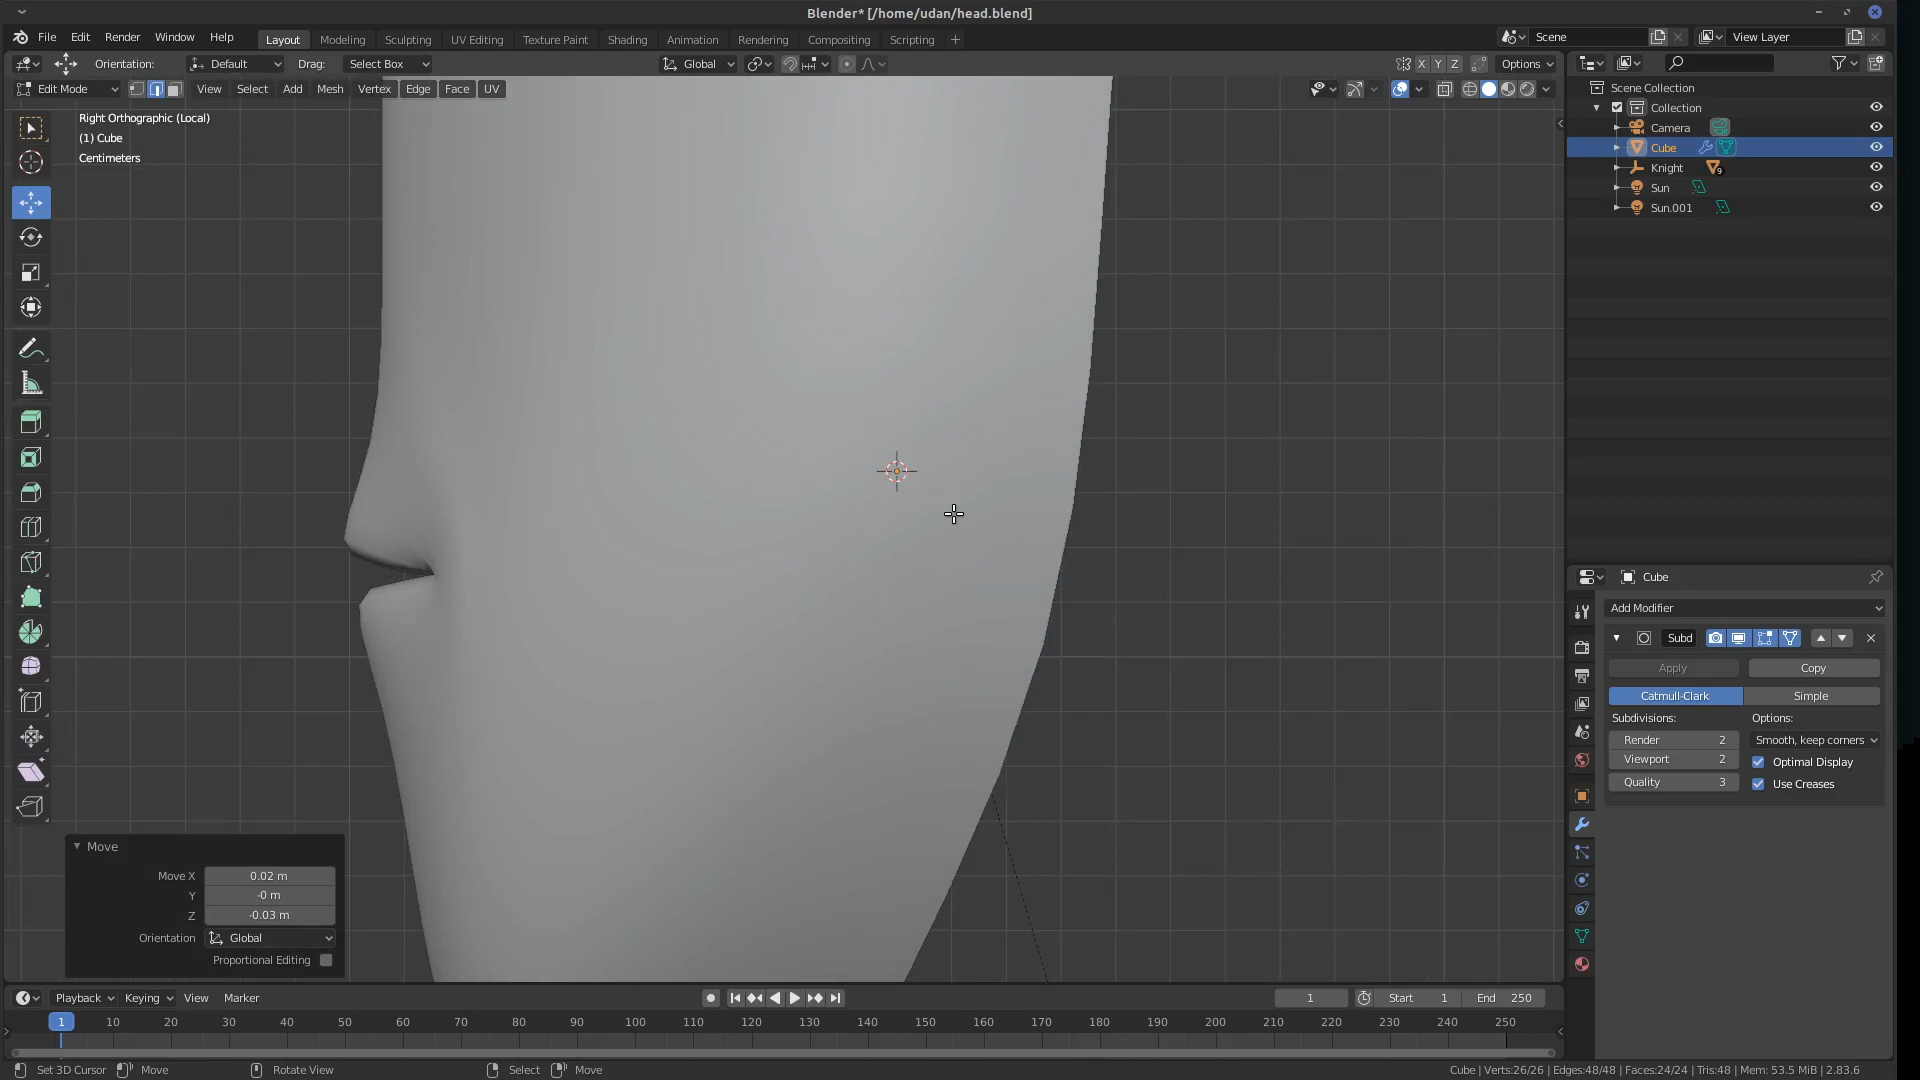 Blender* [/home/udan/head.blend]
File Edit Render Window Help Layout Modeling Sculpting UV Editing Texture Paint Shading Animation Rendering Compositing Scripting Scene View Layer
Orientation: Default Drag: Select Box Global X Y Z Options
Edit Mode View Select Add Mesh Vertex Edge Face UV
Right Orthographic (Local)
(1) Cube
Centimeters
Scene Collection
Collection
Camera
Cube
Knight 9
Sun
Sun.001
Cube
Add Modifier
Subd
Apply Copy
Catmull-Clark Simple
Subdivisions: Options:
Render 2 Smooth, keep corners
Viewport 2 Optimal Display
Quality 3 Use Creases
Move
Move X 0.02 m
Y -0 m
Z -0.03 m
Orientation Global
Proportional Editing
Playback Keying View Marker 1 Start 1 End 250
1 10 20 30 40 50 60 70 80 90 100 110 120 130 140 150 160 170 180 190 200 210 220 230 240 250
Set 3D Cursor Move Rotate View Select Move Cube | Verts:26/26 | Edges:48/48 | Faces:24/24 | Tris:48 | Mem: 53.5 MiB | 2.83.6